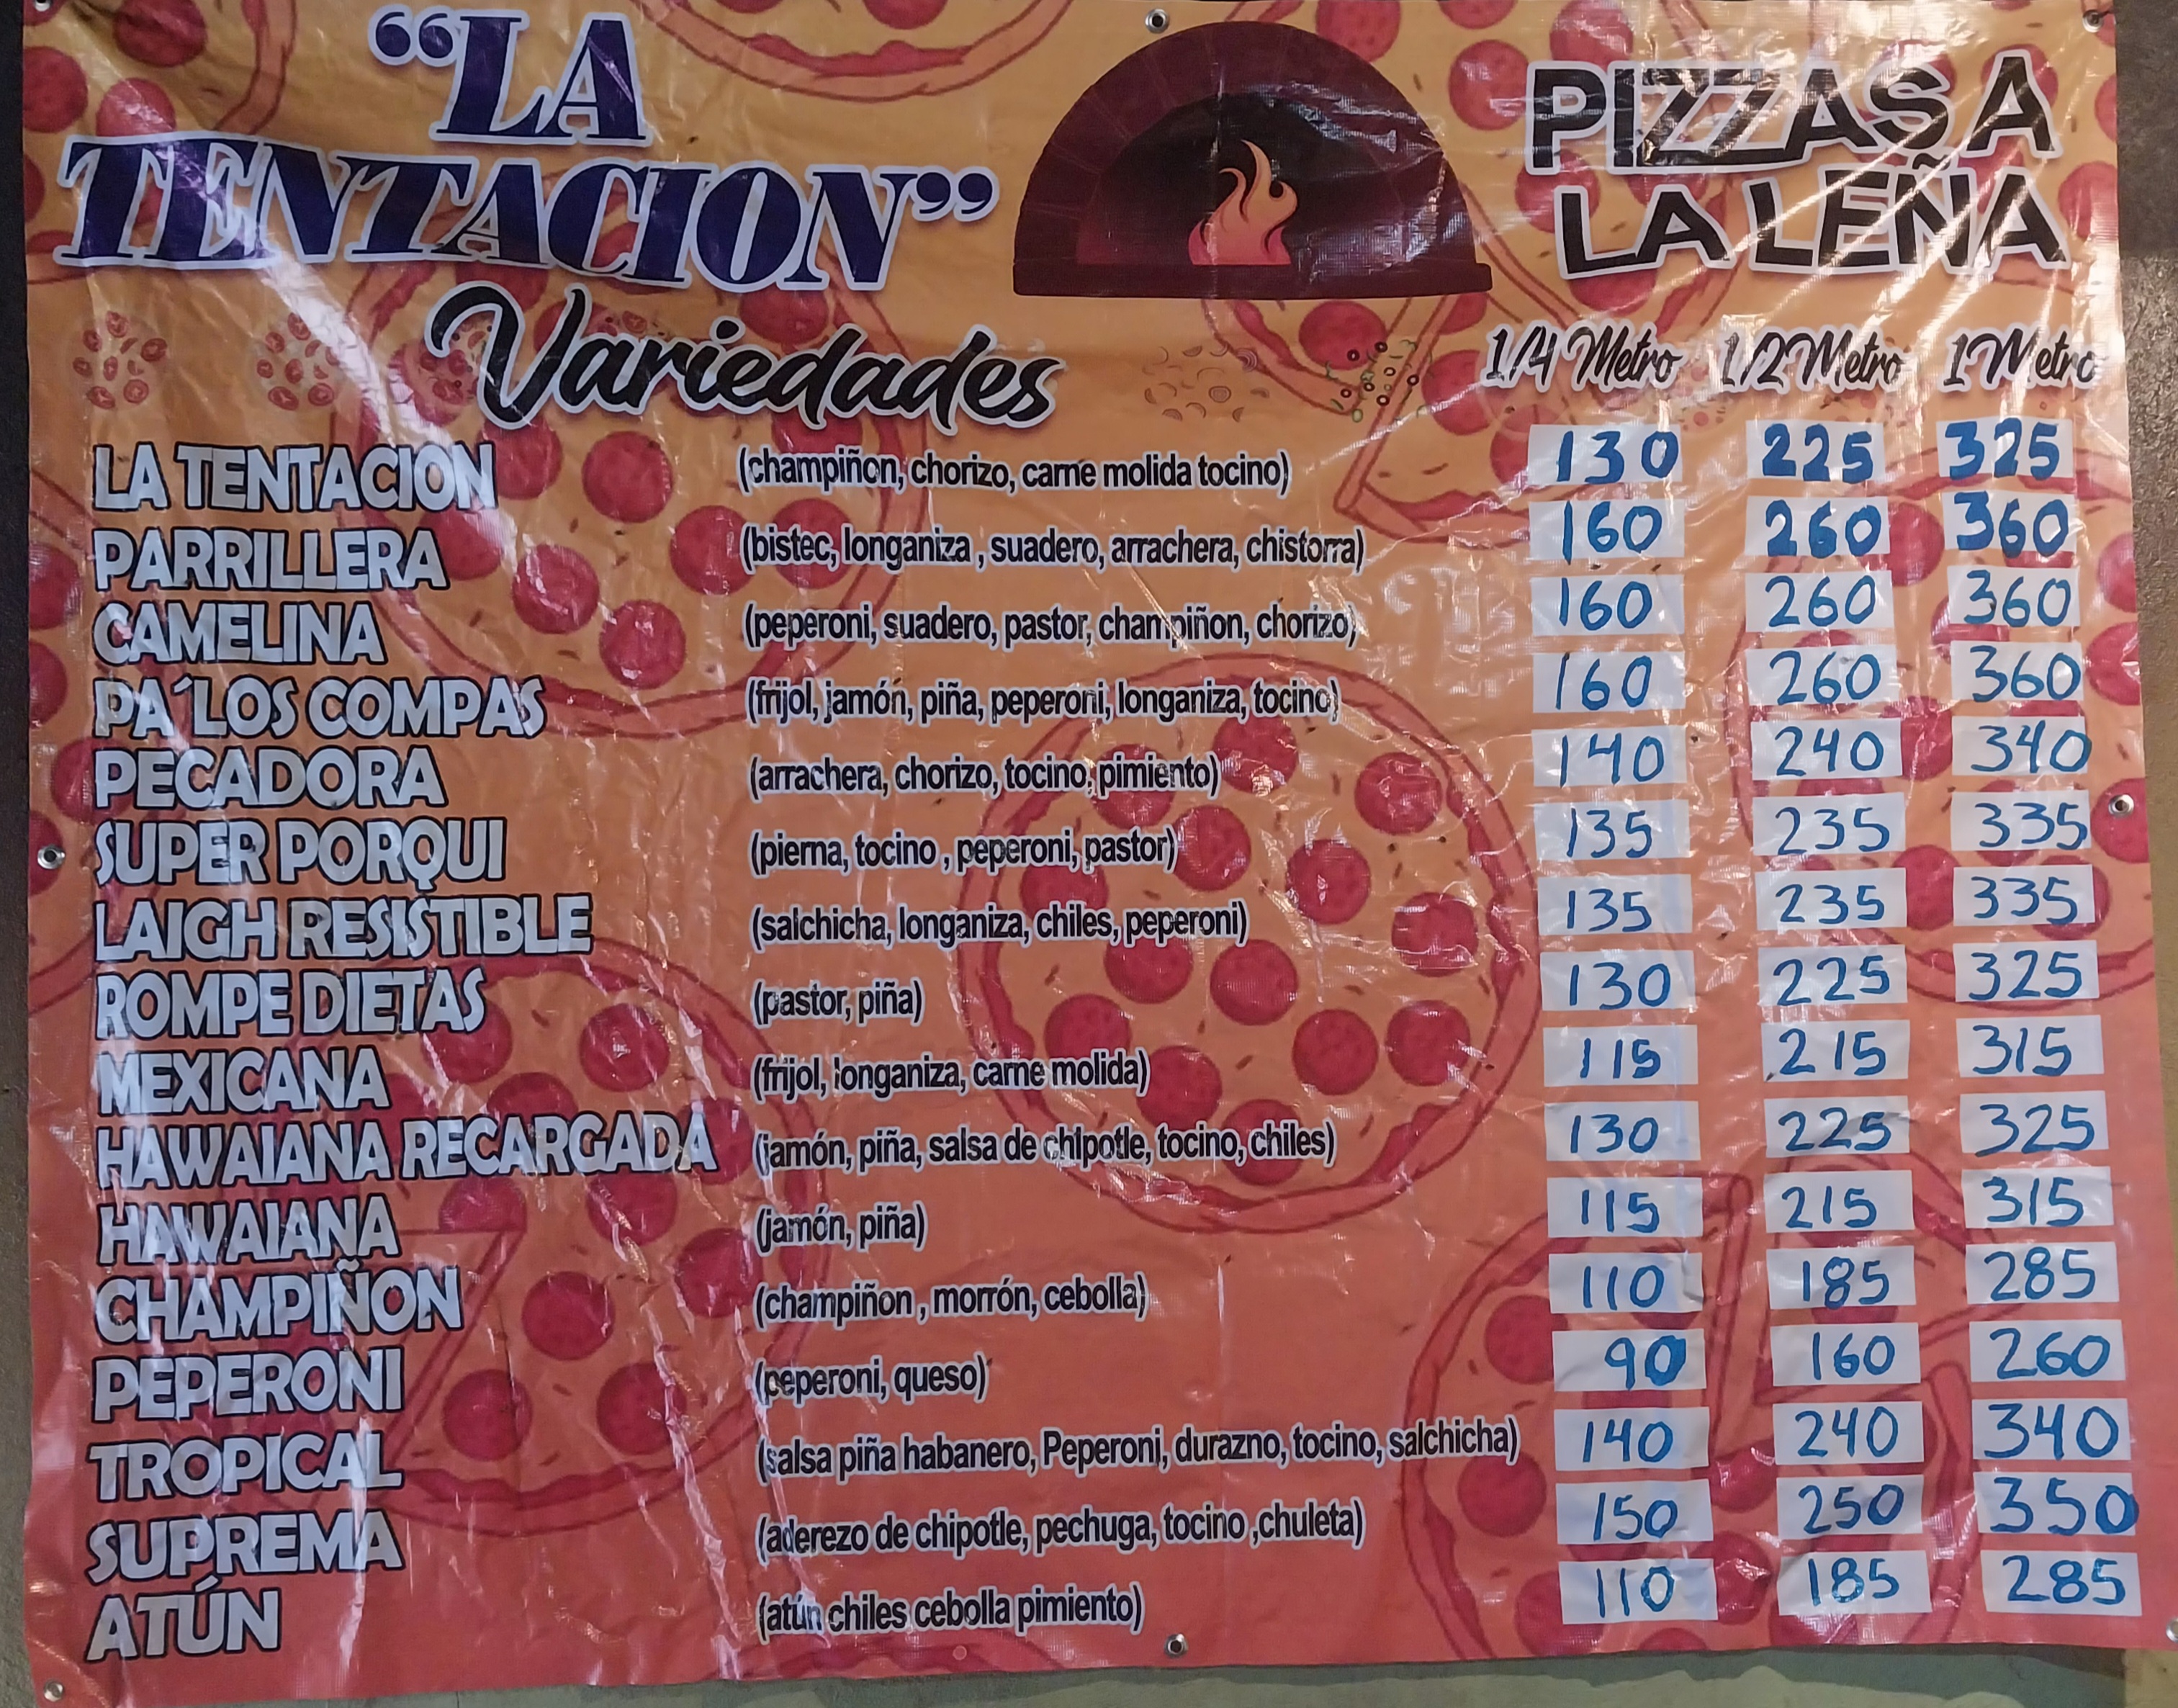 “LA
TENTACION”
PIZZAS A
LA LEÑA
Variedades
1/4 Metro 1/2 Metro 1 Metro
LA TENTACION (champiñon, chorizo, carne molida tocino) 130 225 325
PARRILLERA (bistec, longaniza , suadero, arrachera, chistorra) 160 260 360
CAMELINA (peperoni, suadero, pastor, champiñon, chorizo) 160 260 360
PA´LOS COMPAS (frijol, jamón, piña, peperoni, longaniza, tocino) 160 260 360
PECADORA (arrachera, chorizo, tocino, pimiento) 140 240 340
SUPER PORQUI (pierna, tocino , peperoni, pastor) 135 235 335
LAIGH RESISTIBLE (salchicha, longaniza, chiles, peperoni) 135 235 335
ROMPE DIETAS (pastor, piña) 130 225 325
MEXICANA (frijol, longaniza, carne molida) 115 215 315
HAWAIANA RECARGADA (jamón, piña, salsa de chipotle, tocino, chiles) 130 225 325
HAWAIANA (jamón, piña) 115 215 315
CHAMPIÑON (champiñon , morrón, cebolla) 110 185 285
PEPERONI (peperoni, queso) 90 160 260
TROPICAL (salsa piña habanero, Peperoni, durazno, tocino, salchicha) 140 240 340
SUPREMA (aderezo de chipotle, pechuga, tocino ,chuleta) 150 250 350
ATÚN (atún chiles cebolla pimiento) 110 185 285